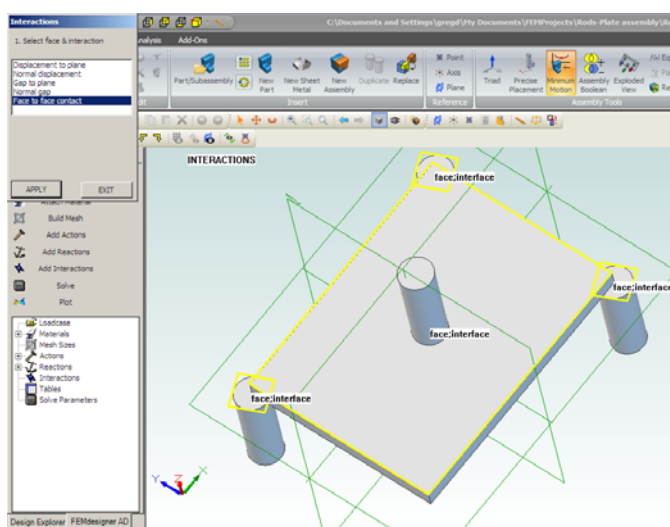 Interactions
C:\Documents and Settings\gregd\My Documents\FEMProjects\Rods-Plate assembly\Ro
1. Select face & interaction
Displacement to plane
Normal displacement
Gap to plane
Normal gap
Face to face contact
APPLY
EXIT
nalysis
Add-Ons
Part/Subassembly
New Part
New Sheet Metal
New Assembly
Duplicate
Replace
Insert
Point
Axis
Plane
Reference
Triad
Precise Placement
Minimum Motion
Assembly Boolean
Exploded View
Assembly Tools
INTERACTIONS
Attach Material
Build Mesh
Add Actions
Add Reactions
Add Interactions
Solve
Plot
Loadcase
Materials
Mesh Sizes
Actions
Reactions
Interactions
Tables
Solve Parameters
face;interface
face;interface
face;interface
face;interface
Y
Z
X
Design Explorer
FEMdesigner AD